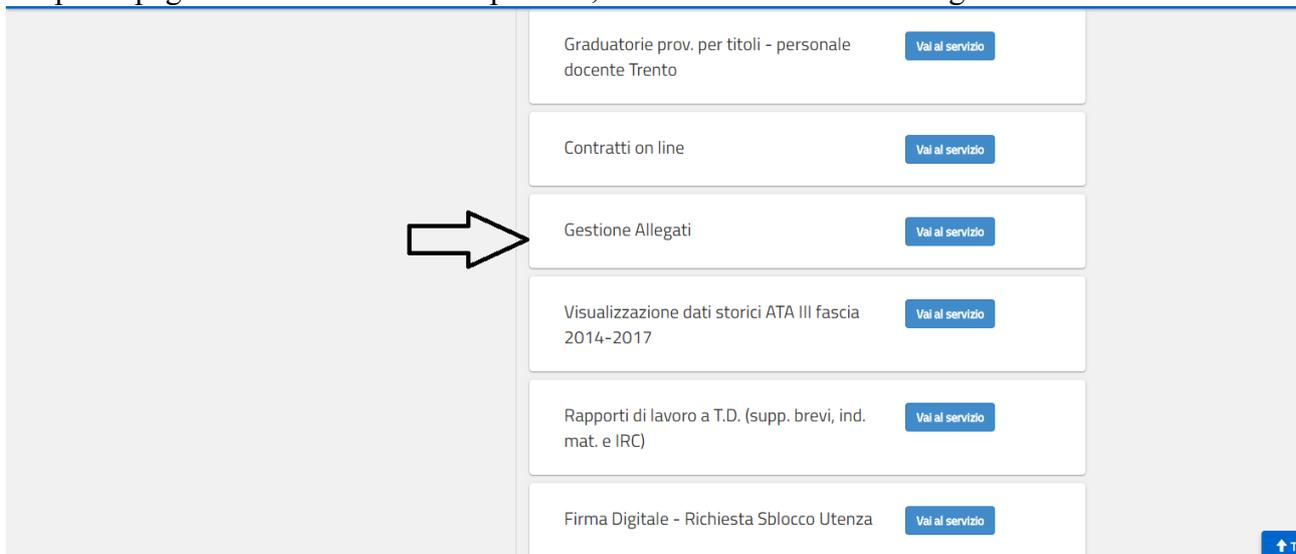 Graduatorie prov. per titoli - personale
docente Trento
Vai al servizio
Contratti on line
Vai al servizio
Gestione Allegati
Vai al servizio
Visualizzazione dati storici ATA III fascia
2014-2017
Vai al servizio
Rapporti di lavoro a T.D. (supp. brevi, ind.
mat. e IRC)
Vai al servizio
Firma Digitale - Richiesta Sblocco Utenza
Vai al servizio